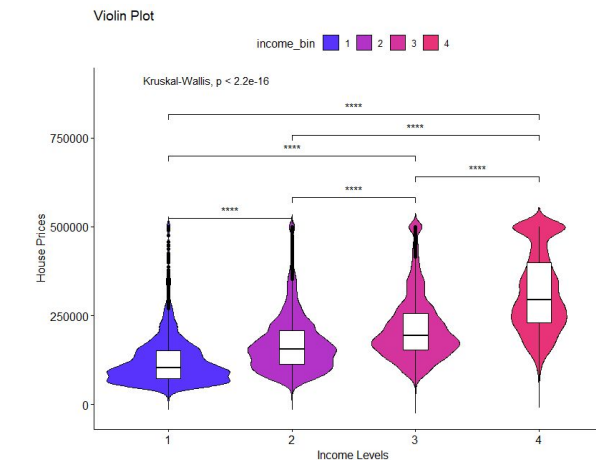 Violin Plot
income_bin 1 2 3 4
Kruskal-Wallis, p < 2.2e-16
****
****
****
****
****
****
750000
500000
250000
0
House Prices
1 2 3 4
Income Levels